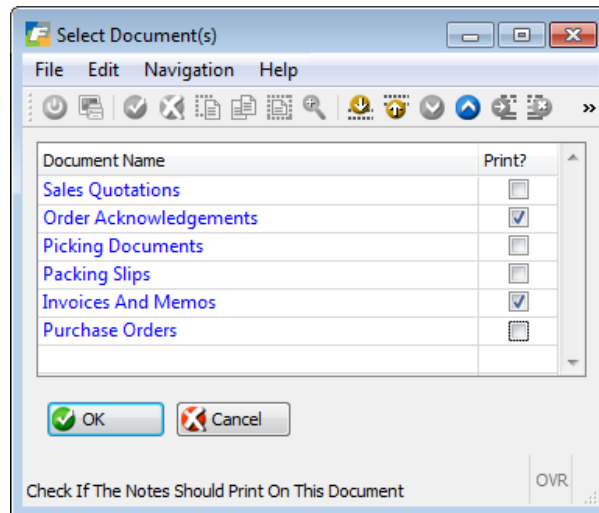 Select Document(s)
File Edit Navigation Help
»
Document Name Print?
Sales Quotations
Order Acknowledgements
Picking Documents
Packing Slips
Invoices And Memos
Purchase Orders
OK Cancel
Check If The Notes Should Print On This Document OVR